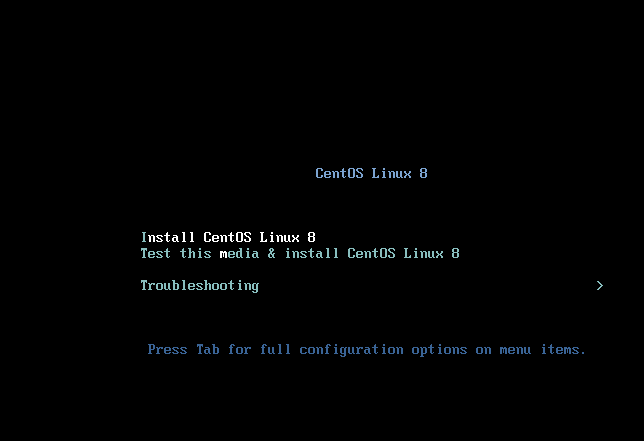 CentOS Linux 8
Install CentOS Linux 8
Test this media & install CentOS Linux 8
Troubleshooting >
Press Tab for full configuration options on menu items.